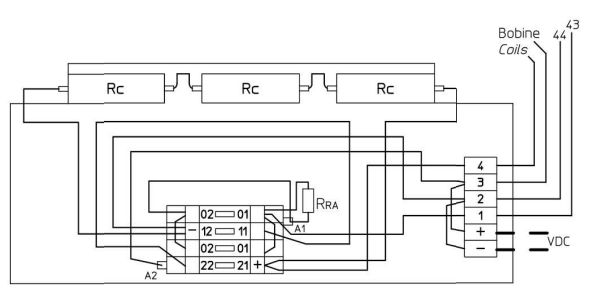 43
Bobine 44
Coils
Rc Rc Rc
4
3
2
1
+
−
VDC
RRA
02 01
− 12 11
02 01
22 21 +
A1
A2